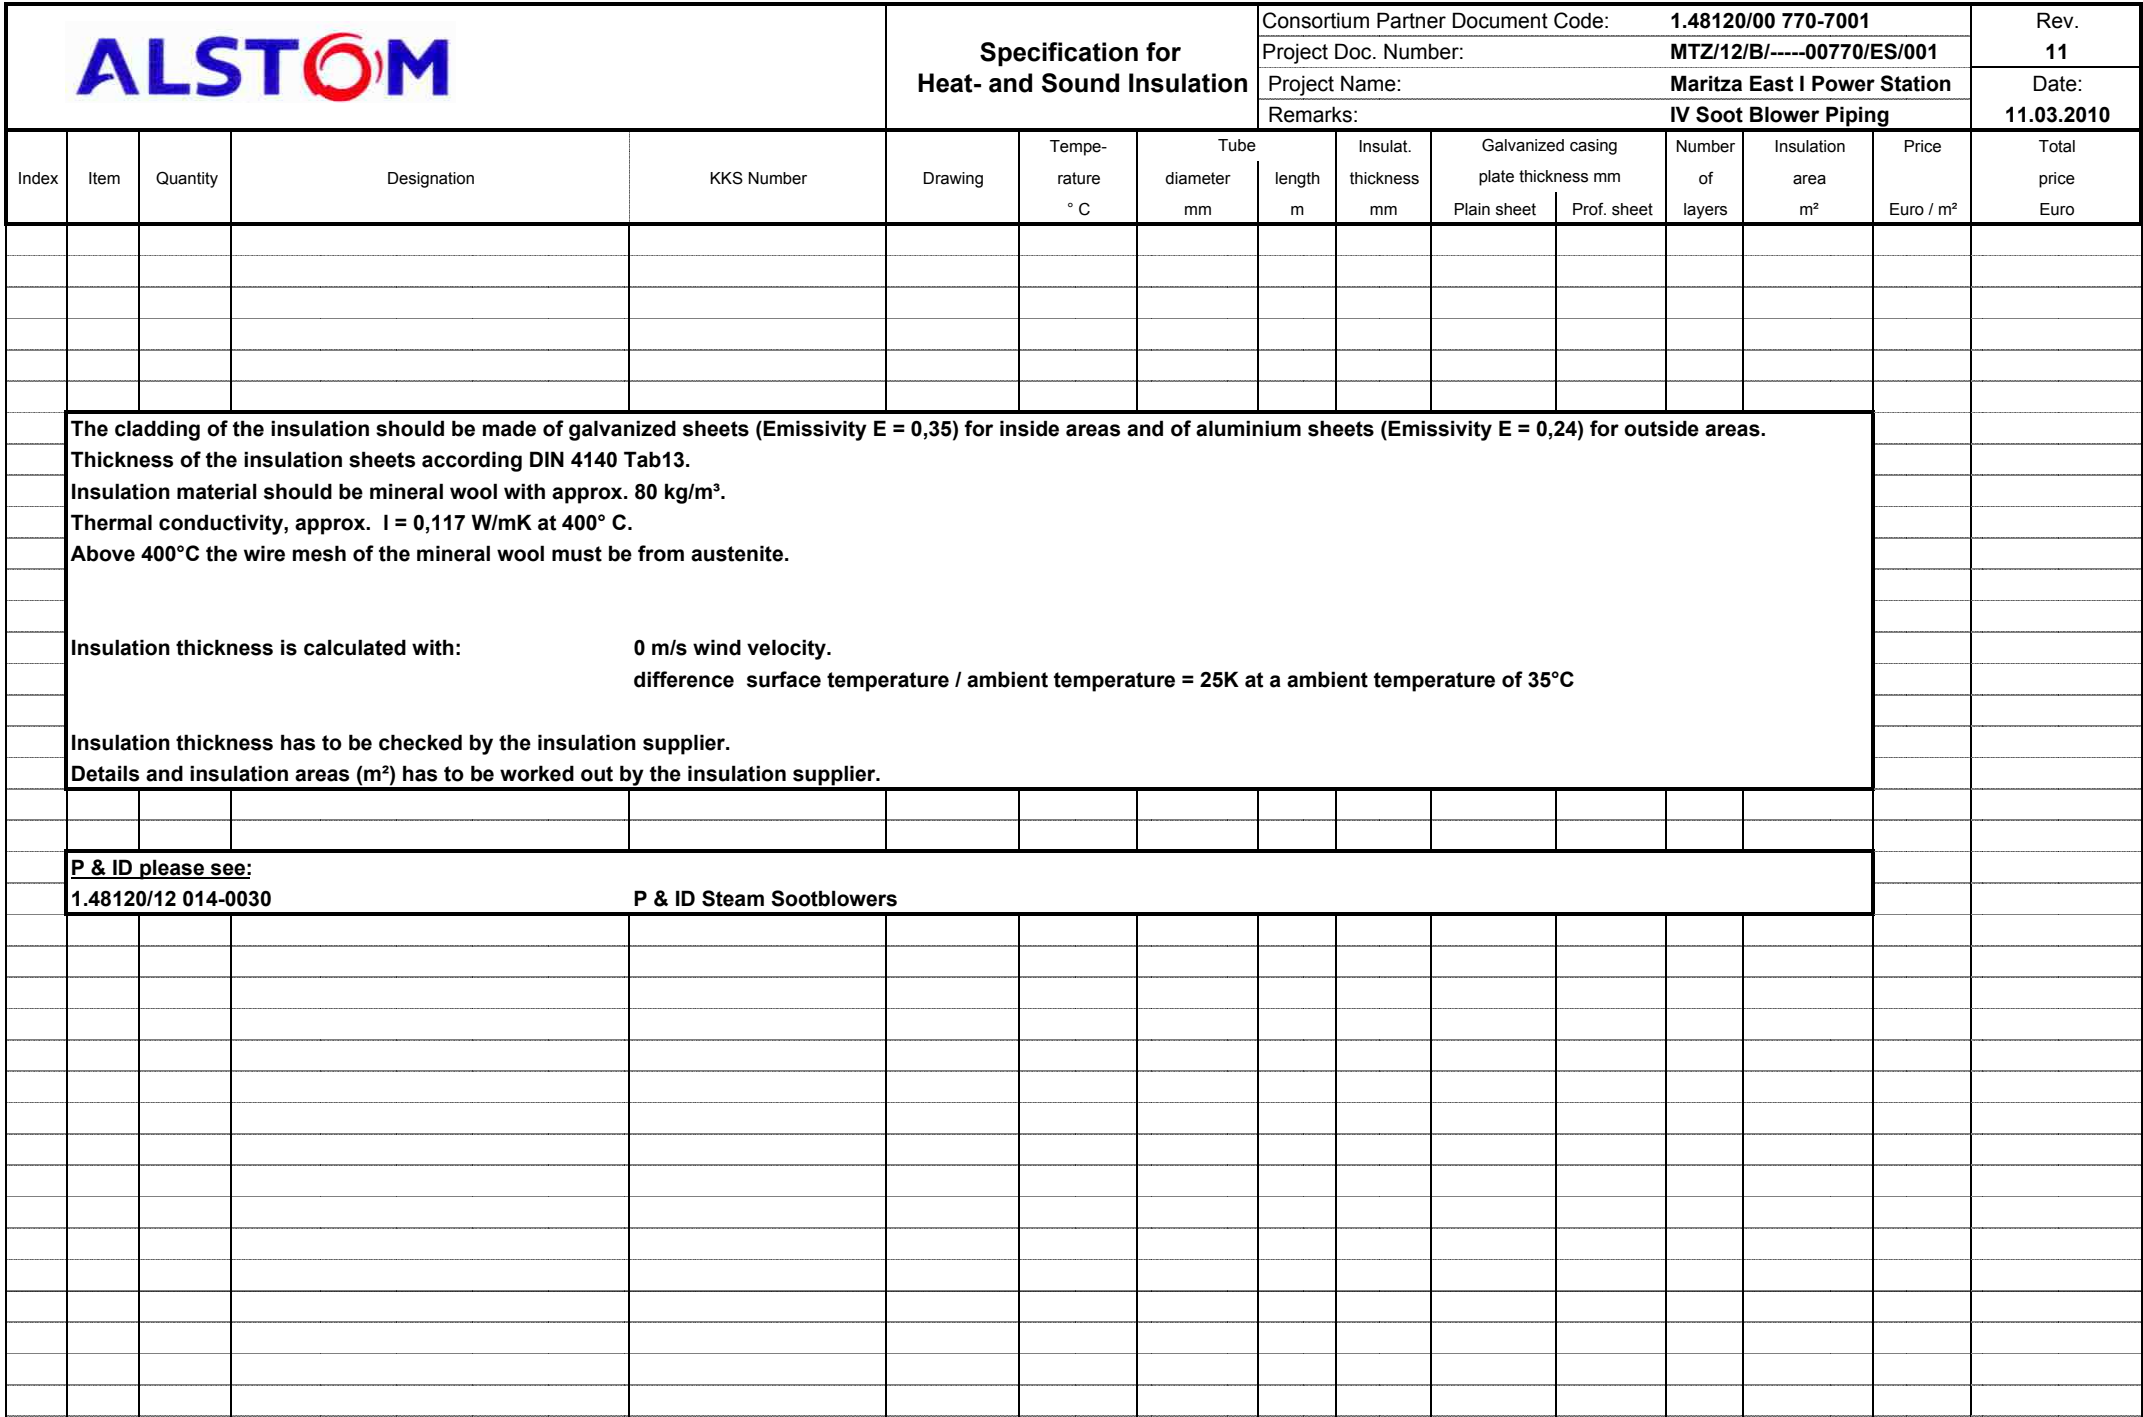 ALSTOM
Specification for
Heat- and Sound Insulation
Consortium Partner Document Code: 1.48120/00 770-7001
Project Doc. Number: MTZ/12/B/-----00770/ES/001
Project Name: Maritza East I Power Station
Remarks: IV Soot Blower Piping
Rev.
11
Date:
11.03.2010
Index
Item
Quantity
Designation
KKS Number
Drawing
Tempe-
rature
° C
Tube
diameter
mm
length
m
Insulat.
thickness
mm
Galvanized casing
plate thickness mm
Plain sheet
Prof. sheet
Number
of
layers
Insulation
area
m²
Price
Euro / m²
Total
price
Euro
The cladding of the insulation should be made of galvanized sheets (Emissivity E = 0,35) for inside areas and of aluminium sheets (Emissivity E = 0,24) for outside areas.
Thickness of the insulation sheets according DIN 4140 Tab13.
Insulation material should be mineral wool with approx. 80 kg/m³.
Thermal conductivity, approx. l = 0,117 W/mK at 400° C.
Above 400°C the wire mesh of the mineral wool must be from austenite.
Insulation thickness is calculated with: 0 m/s wind velocity.
difference surface temperature / ambient temperature = 25K at a ambient temperature of 35°C
Insulation thickness has to be checked by the insulation supplier.
Details and insulation areas (m²) has to be worked out by the insulation supplier.
P & ID please see:
1.48120/12 014-0030 P & ID Steam Sootblowers